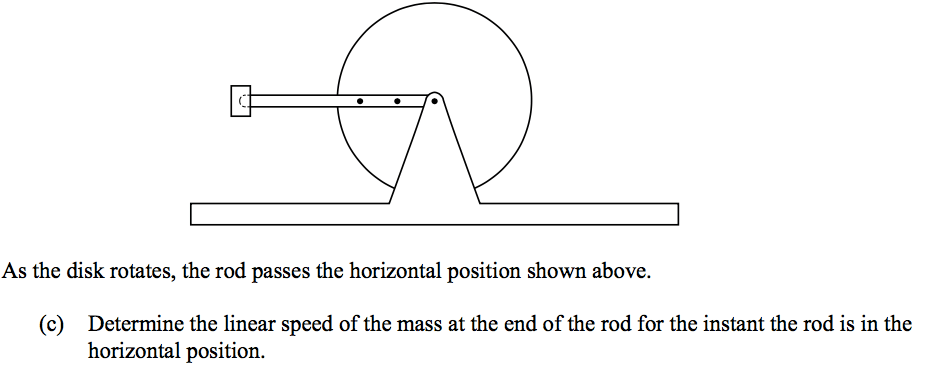 As the disk rotates, the rod passes the horizontal position shown above.
(c) Determine the linear speed of the mass at the end of the rod for the instant the rod is in the
horizontal position.